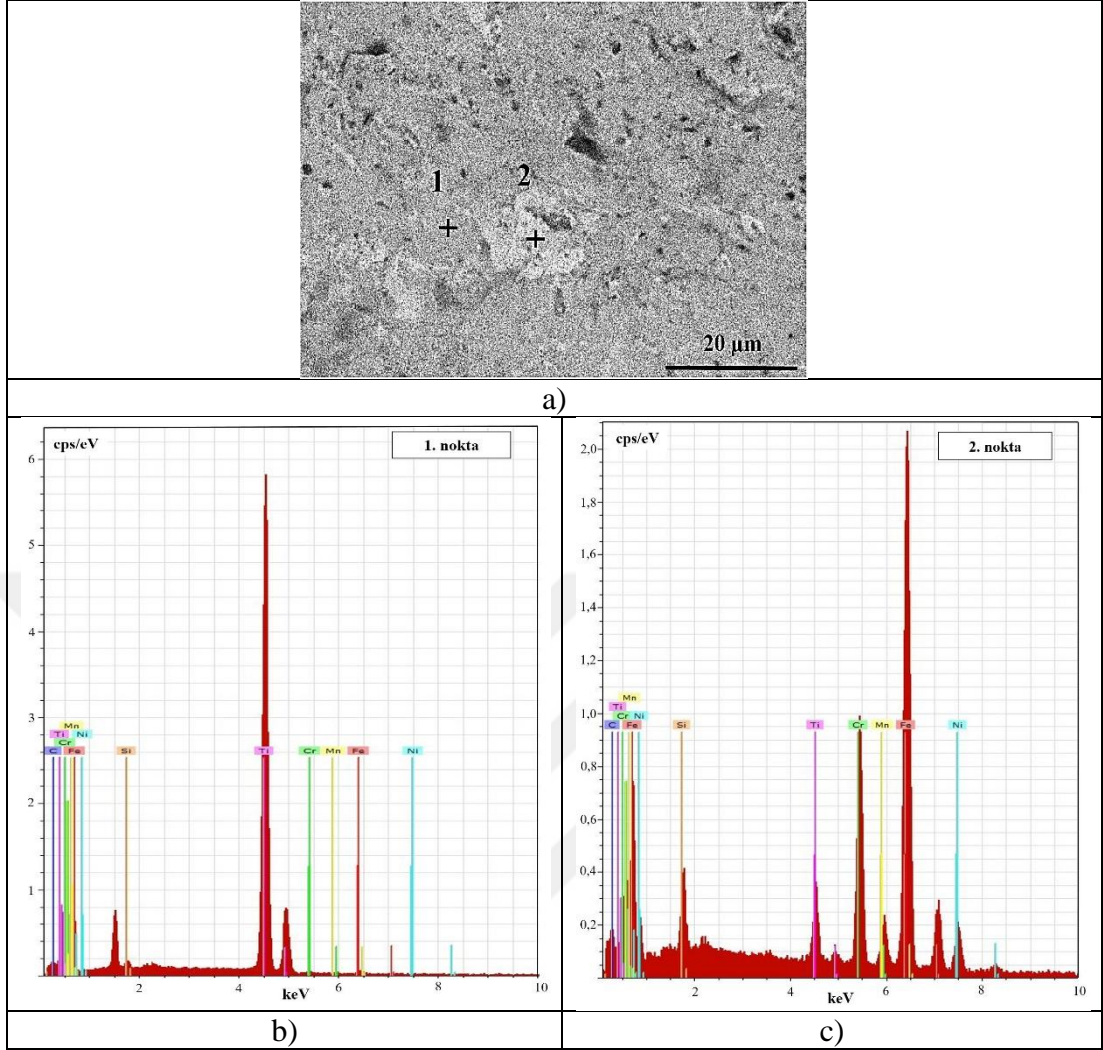 1
2
20 µm
a)
cps/eV
1. nokta
6
5
4
3
2
1
Mn
Ti Ni
Cr
C Fe Si Ti Cr Mn Fe Ni
2 4 6 8 10
keV
b)
cps/eV
2. nokta
2,0
1,8
1,6
1,4
1,2
1,0
0,8
0,6
0,4
0,2
Mn
Ti
Cr Ni
C Fe Si Ti Cr Mn Fe Ni
2 4 6 8 10
keV
c)